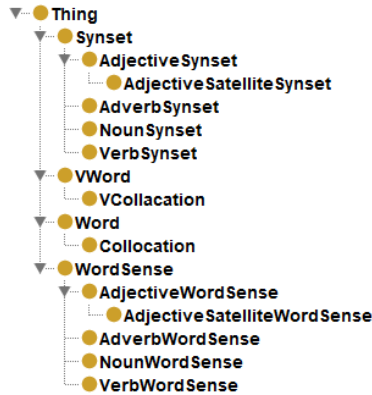 Thing
Synset
AdjectiveSynset
AdjectiveSatelliteSynset
AdverbSynset
NounSynset
VerbSynset
VWord
VCollacation
Word
Collocation
WordSense
AdjectiveWordSense
AdjectiveSatelliteWordSense
AdverbWordSense
NounWordSense
VerbWordSense